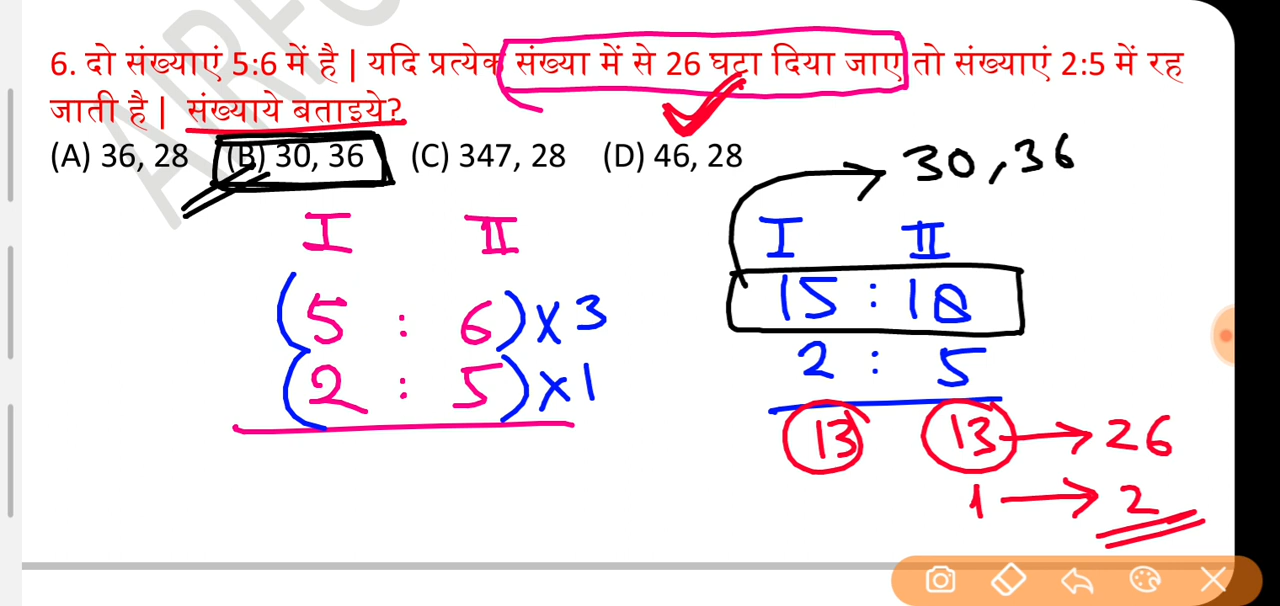 6. दो संख्याएं 5:6 में है | यदि प्रत्येक संख्या में से 26 घटा दिया जाए तो संख्याएं 2:5 में रह
जाती है | संख्याये बताइये?
(A) 36, 28 (B) 30, 36 (C) 347, 28 (D) 46, 28
30, 36
I II
(5 : 6) × 3
(2 : 5) × 1
I II
15 : 18
2 : 5
13 13 → 26
1 → 2